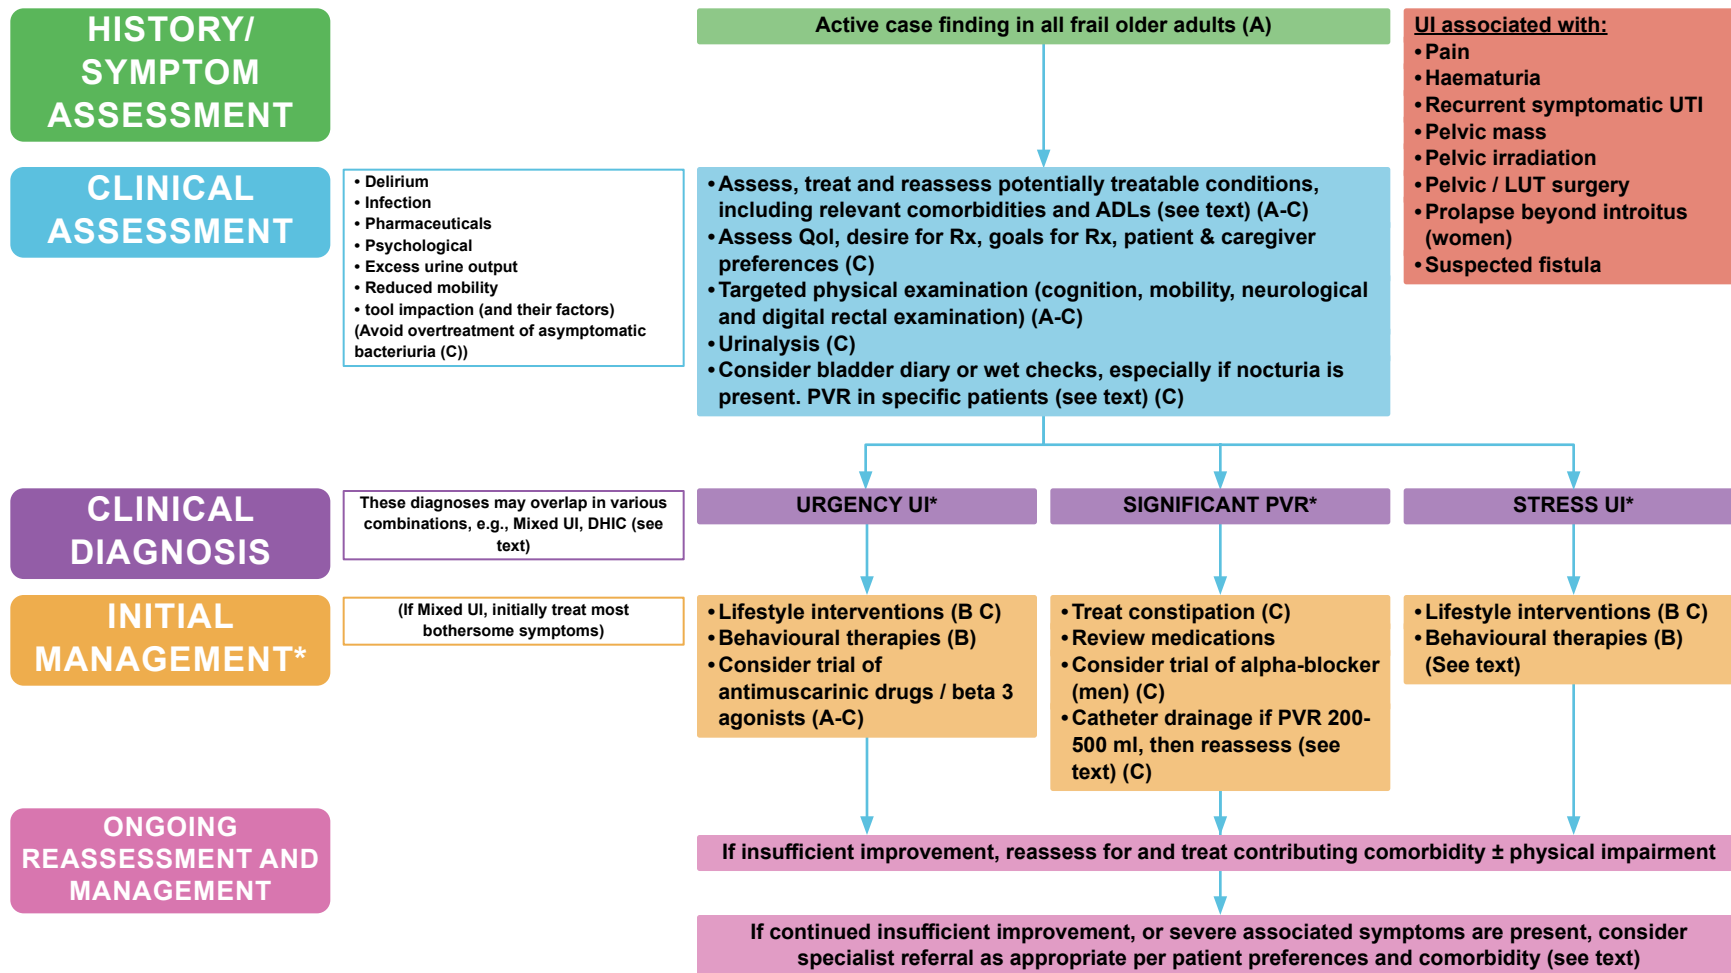 HISTORY/
SYMPTOM
ASSESSMENT
Active case finding in all frail older adults (A)
UI associated with:
• Pain
• Haematuria
• Recurrent symptomatic UTI
• Pelvic mass
• Pelvic irradiation
• Pelvic / LUT surgery
• Prolapse beyond introitus
(women)
• Suspected fistula
CLINICAL
ASSESSMENT
• Delirium
• Infection
• Pharmaceuticals
• Psychological
• Excess urine output
• Reduced mobility
• tool impaction (and their factors)
(Avoid overtreatment of asymptomatic
bacteriuria (C))
• Assess, treat and reassess potentially treatable conditions,
including relevant comorbidities and ADLs (see text) (A-C)
• Assess Qol, desire for Rx, goals for Rx, patient & caregiver
preferences (C)
• Targeted physical examination (cognition, mobility, neurological
and digital rectal examination) (A-C)
• Urinalysis (C)
• Consider bladder diary or wet checks, especially if nocturia is
present. PVR in specific patients (see text) (C)
CLINICAL
DIAGNOSIS
These diagnoses may overlap in various
combinations, e.g., Mixed UI, DHIC (see
text)
URGENCY UI*
SIGNIFICANT PVR*
STRESS UI*
INITIAL
MANAGEMENT*
(If Mixed UI, initially treat most
bothersome symptoms)
• Lifestyle interventions (B C)
• Behavioural therapies (B)
• Consider trial of
antimuscarinic drugs / beta 3
agonists (A-C)
• Treat constipation (C)
• Review medications
• Consider trial of alpha-blocker
(men) (C)
• Catheter drainage if PVR 200-
500 ml, then reassess (see
text) (C)
• Lifestyle interventions (B C)
• Behavioural therapies (B)
(See text)
ONGOING
REASSESSMENT AND
MANAGEMENT
If insufficient improvement, reassess for and treat contributing comorbidity ± physical impairment
If continued insufficient improvement, or severe associated symptoms are present, consider
specialist referral as appropriate per patient preferences and comorbidity (see text)